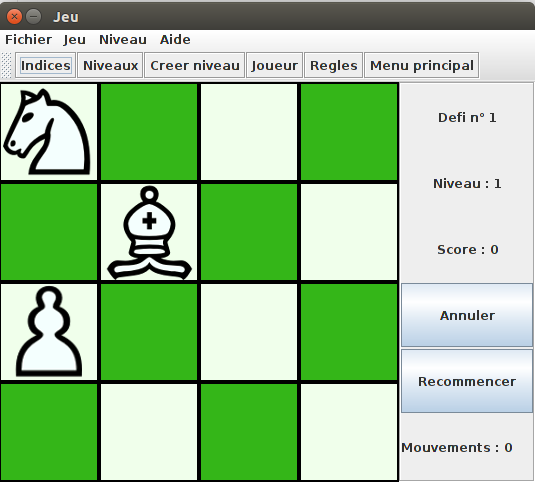 Jeu
Fichier Jeu Niveau Aide
Indices Niveaux Creer niveau Joueur Regles Menu principal
Defi n° 1
Niveau : 1
Score : 0
Annuler
Recommencer
Mouvements : 0